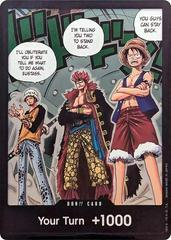 YOU GUYS
CAN STAY
BACK.
I'M TELLING
YOU TWO
TO STAND
BACK.
I'LL OBLITERATE
YOU IF YOU
TELL ME TO
DO IT AGAIN,
EUSTASS.
DON!! CARD
Your Turn +1000